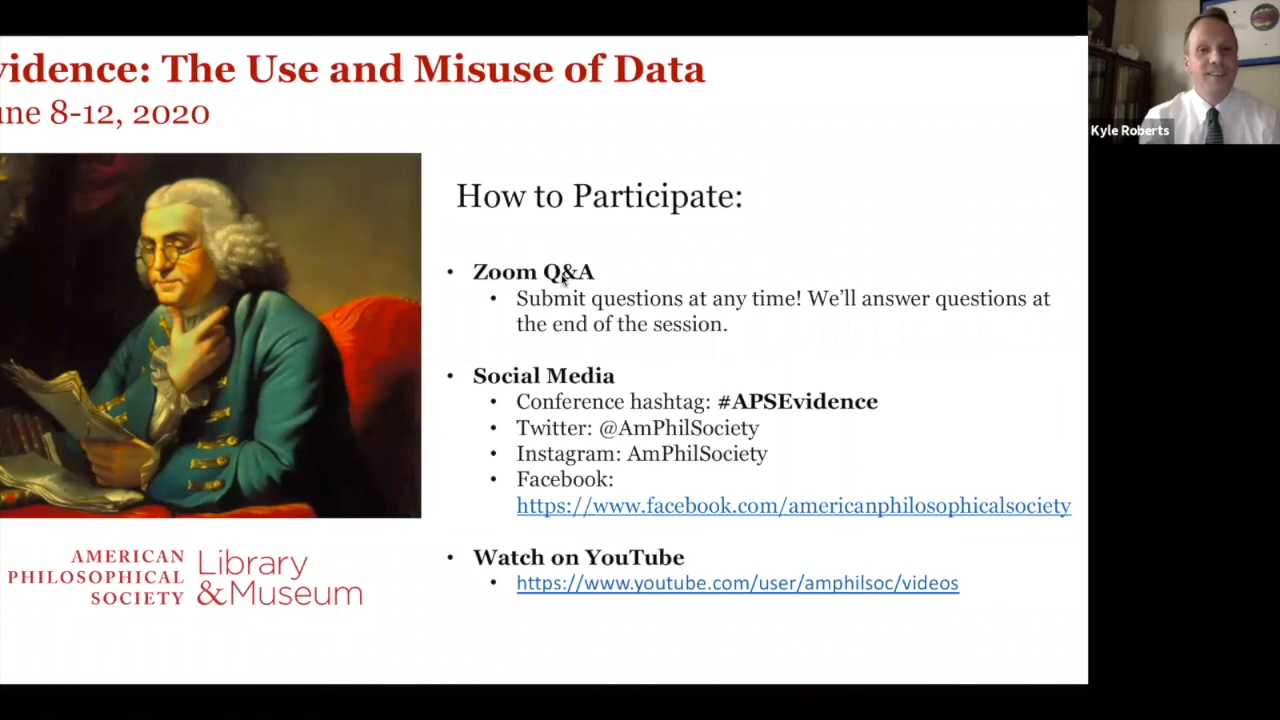 vidence: The Use and Misuse of Data
une 8-12, 2020
How to Participate:
• Zoom Q&A
• Submit questions at any time! We'll answer questions at
the end of the session.
• Social Media
• Conference hashtag: #APSEvidence
• Twitter: @AmPhilSociety
• Instagram: AmPhilSociety
• Facebook:
https://www.facebook.com/americanphilosophicalsociety
• Watch on YouTube
• https://www.youtube.com/user/amphilsoc/videos
AMERICAN
PHILOSOPHICAL
SOCIETY
Library
&Museum
Kyle Roberts